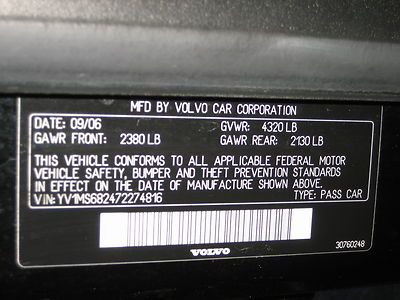 MFD BY VOLVO CAR CORPORATION
DATE: 09/06 GVWR: 4320 LB
GAWR FRONT: 2380 LB GAWR REAR: 2130 LB
THIS VEHICLE CONFORMS TO ALL APPLICABLE FEDERAL MOTOR
VEHICLE SAFETY, BUMPER AND THEFT PREVENTION STANDARDS
IN EFFECT ON THE DATE OF MANUFACTURE SHOWN ABOVE.
VIN: YV1MS682472274816 TYPE: PASS CAR
VOLVO 30760248